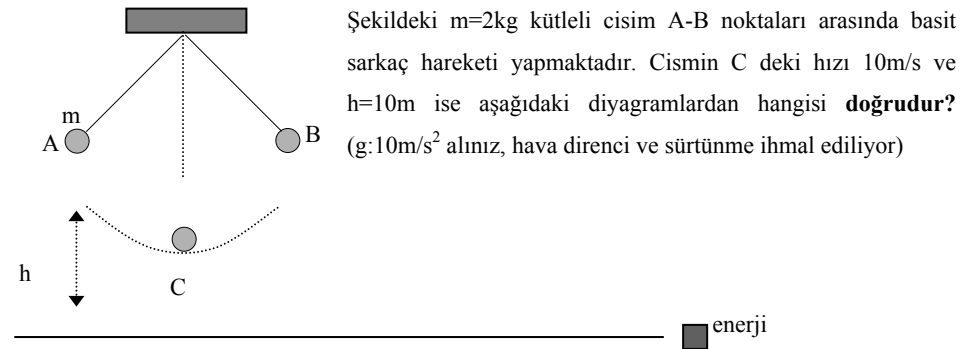 Şekildeki m=2kg kütleli cisim A-B noktaları arasında basit
sarkaç hareketi yapmaktadır. Cismin C deki hızı 10m/s ve
h=10m ise aşağıdaki diyagramlardan hangisi doğrudur?
(g:10m/s² alınız, hava direnci ve sürtünme ihmal ediliyor)
m
A
B
h
C
enerji